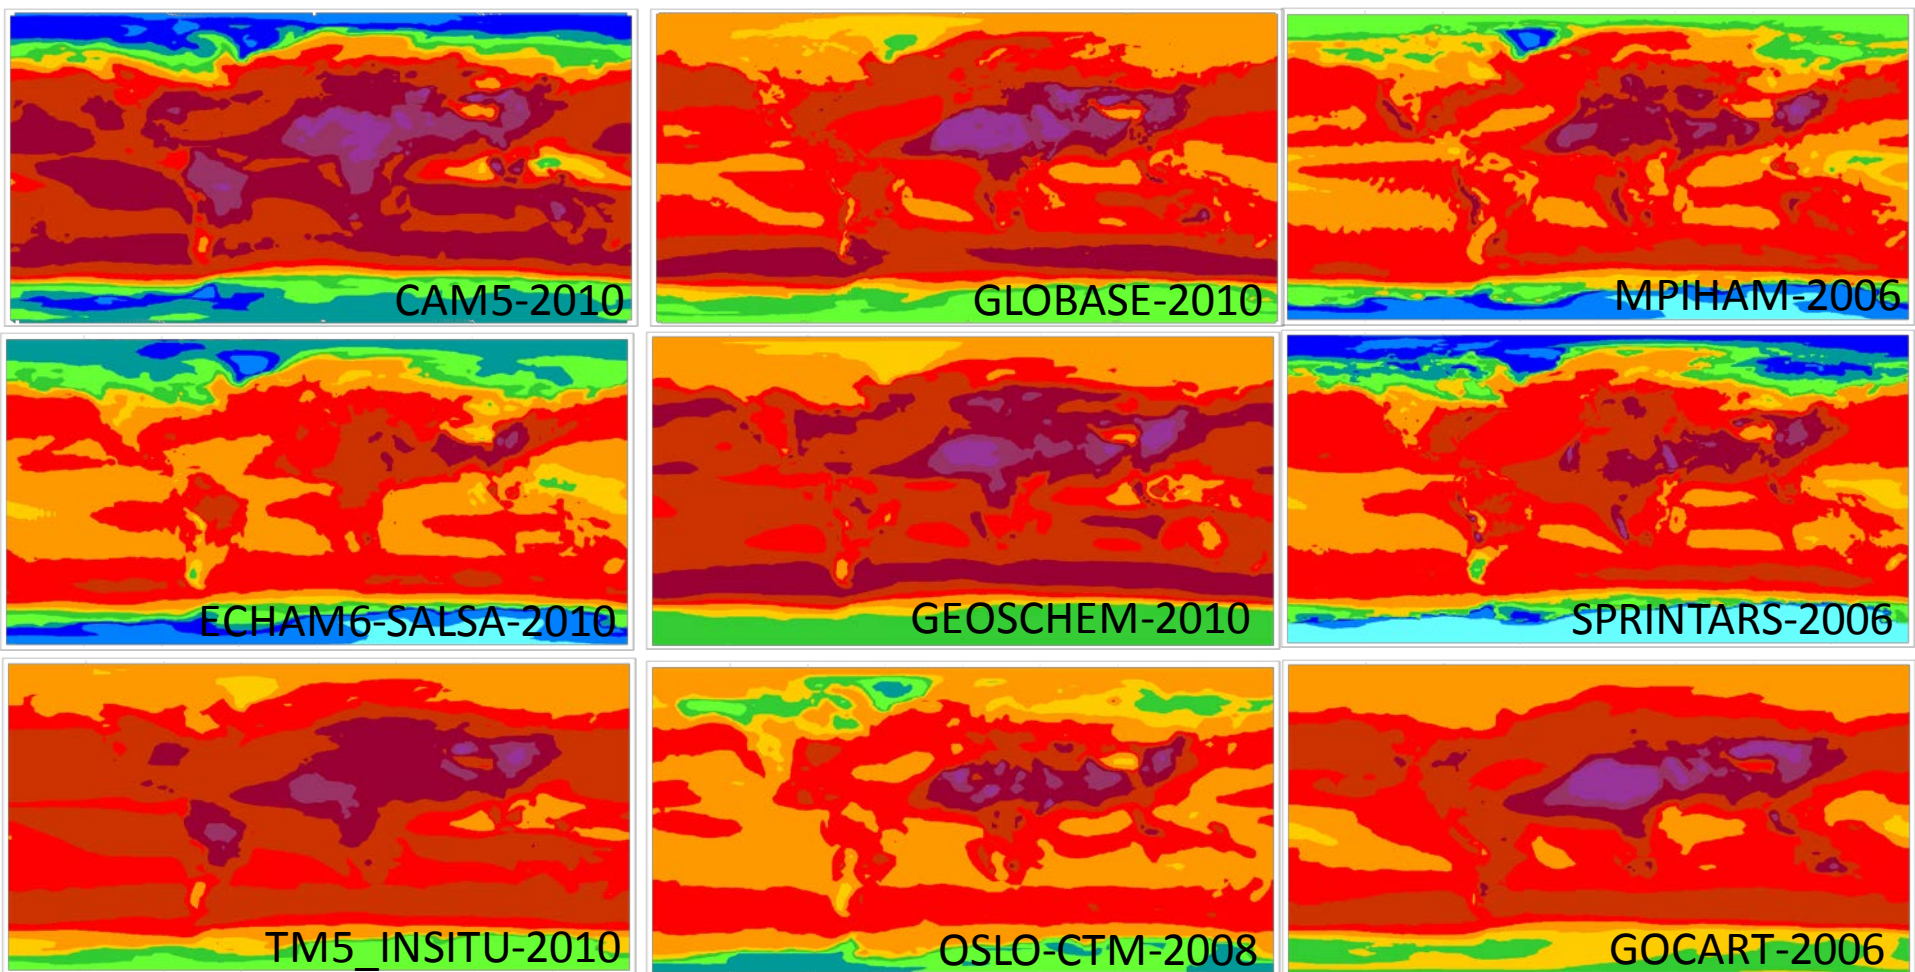 CAM5-2010
GLOBASE-2010
MPIHAM-2006
ECHAM6-SALSA-2010
GEOSCHEM-2010
SPRINTARS-2006
TM5_INSITU-2010
OSLO-CTM-2008
GOCART-2006